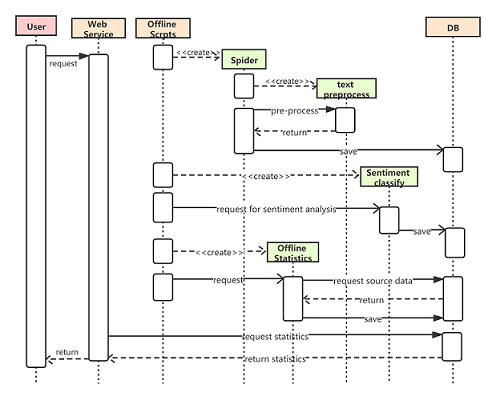 User
Web
Service
Offline
Scrpts
DB
<<create>>
Spider
request
<<create>>
text
preprocess
pre-process
return
save
<<create>>
Sentiment
classify
request for sentiment analysis
save
<<create>>
Offline
Statistics
request
request source data
return
save
request statistics
return
return statistics